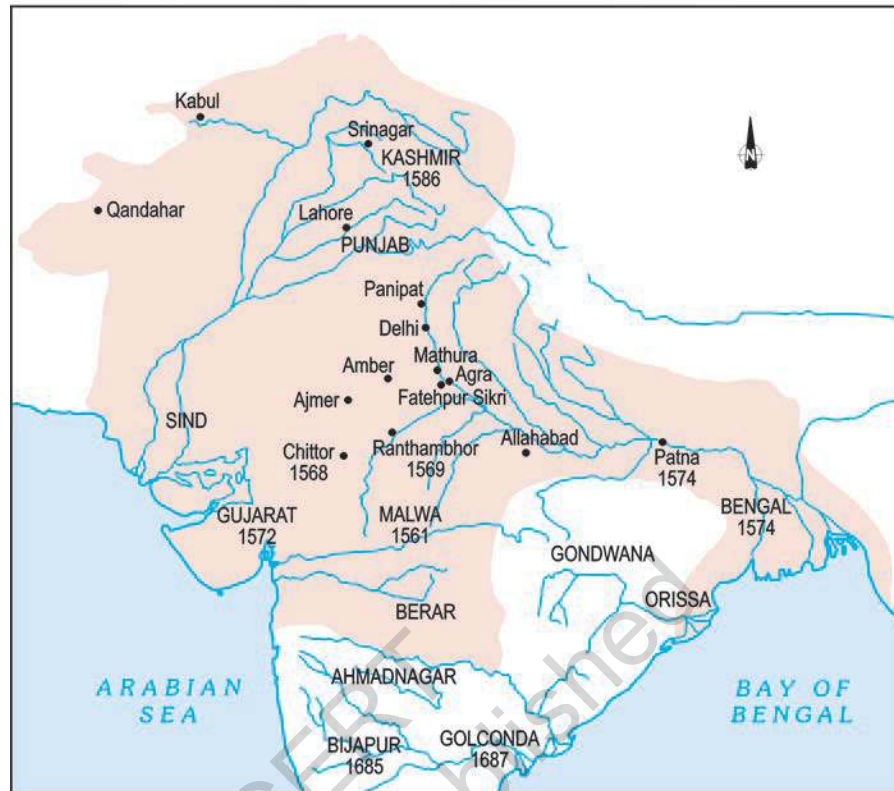 Kabul
Srinagar
KASHMIR
1586
N
Qandahar
Lahore
PUNJAB
Panipat
Delhi
Mathura
Amber
Agra
Fatehpur Sikri
Ajmer
SIND
Ranthambhor
1569
Allahabad
Chittor
1568
Patna
1574
GUJARAT
1572
MALWA
1561
BENGAL
1574
GONDWANA
BERAR
ORISSA
AHMADNAGAR
ARABIAN
SEA
BAY OF
BENGAL
BIJAPUR
1685
GOLCONDA
1687